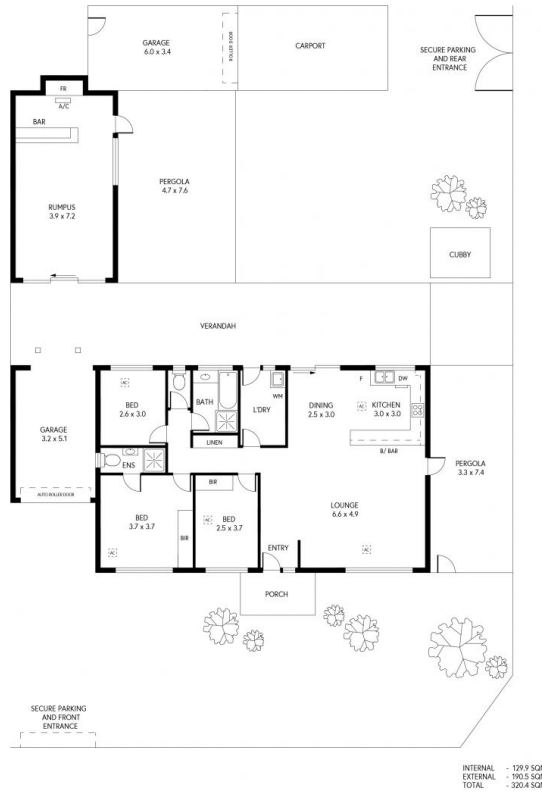 GARAGE
6.0 x 3.4
ROLLER DOOR
CARPORT
SECURE PARKING
AND REAR
ENTRANCE
FR
A/C
BAR
RUMPUS
3.9 x 7.2
PERGOLA
4.7 x 7.6
CUBBY
VERANDAH
AC
BED
2.6 x 3.0
BATH
WM
L'DRY
DINING
2.5 x 3.0
F
DW
AC
KITCHEN
3.0 x 3.0
B/ BAR
GARAGE
3.2 x 5.1
AUTO ROLLER DOOR
LINEN
ENS
PERGOLA
3.3 x 7.4
BED
3.7 x 3.7
AC
BIR
BIR
AC
BED
2.5 x 3.7
LOUNGE
6.6 x 4.9
AC
ENTRY
PORCH
SECURE PARKING
AND FRONT
ENTRANCE
INTERNAL - 129.9 SQM
EXTERNAL - 190.5 SQM
TOTAL - 320.4 SQM